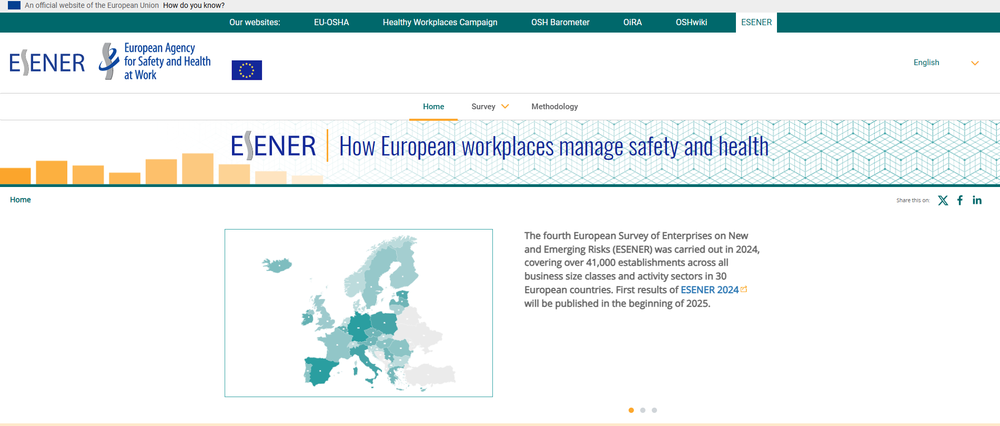 An official website of the European Union How do you know?
Our websites: EU-OSHA Healthy Workplaces Campaign OSH Barometer OiRA OSHwiki ESENER
ESENER
European Agency
for Safety and Health
at Work
English
Home Survey Methodology
ESENER How European workplaces manage safety and health
Home
Share this on:
The fourth European Survey of Enterprises on New
and Emerging Risks (ESENER) was carried out in 2024,
covering over 41,000 establishments across all
business size classes and activity sectors in 30
European countries. First results of ESENER 2024
will be published in the beginning of 2025.